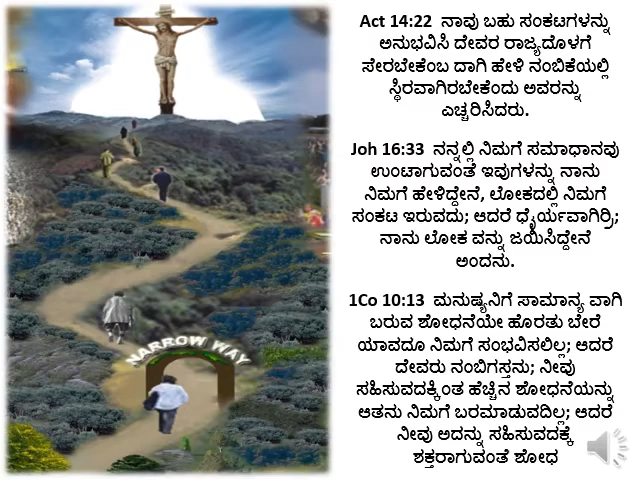 NARROW WAY
Act 14:22 ನಾವು ಬಹು ಸಂಕಟಗಳನ್ನು
ಅನುಭವಿಸಿ ದೇವರ ರಾಜ್ಯದೊಳಗೆ
ಸೇರಬೇಕೆಂಬ ದಾಗಿ ಹೇಳಿ ನಂಬಿಕೆಯಲ್ಲಿ
ಸ್ಥಿರವಾಗಿರಬೇಕೆಂದು ಅವರನ್ನು
ಎಚ್ಚರಿಸಿದರು.
Joh 16:33 ನನ್ನಲ್ಲಿ ನಿಮಗೆ ಸಮಾಧಾನವು
ಉಂಟಾಗುವಂತೆ ಇವುಗಳನ್ನು ನಾನು
ನಿಮಗೆ ಹೇಳಿದ್ದೇನೆ, ಲೋಕದಲ್ಲಿ ನಿಮಗೆ
ಸಂಕಟ ಇರುವದು; ಆದರೆ ಧೈರ್ಯವಾಗಿರ್ರಿ;
ನಾನು ಲೋಕ ವನ್ನು ಜಯಿಸಿದ್ದೇನೆ
ಅಂದನು.
1Co 10:13 ಮನುಷ್ಯನಿಗೆ ಸಾಮಾನ್ಯ ವಾಗಿ
ಬರುವ ಶೋಧನೆಯೇ ಹೊರತು ಬೇರೆ
ಯಾವದೂ ನಿಮಗೆ ಸಂಭವಿಸಲಿಲ್ಲ; ಆದರೆ
ದೇವರು ನಂಬಿಗಸ್ತನು; ನೀವು
ಸಹಿಸುವದಕ್ಕಿಂತ ಹೆಚ್ಚಿನ ಶೋಧನೆಯನ್ನು
ಆತನು ನಿಮಗೆ ಬರಮಾಡುವದಿಲ್ಲ; ಆದರೆ
ನೀವು ಅದನ್ನು ಸಹಿಸುವದಕ್ಕೆ
ಶಕ್ತರಾಗುವಂತೆ ಶೋಧ